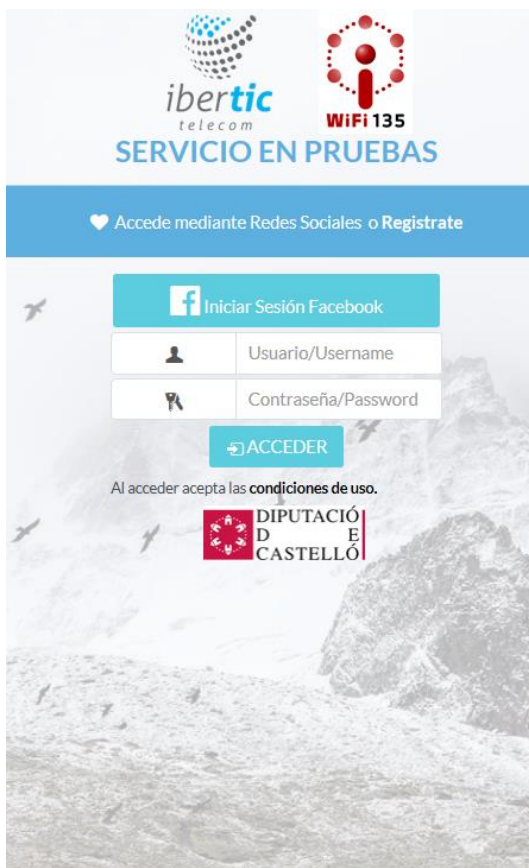 ibertic
telecom
WiFi 135
SERVICIO EN PRUEBAS
Accede mediante Redes Sociales o Registrate
f Iniciar Sesión Facebook
Usuario/Username
Contraseña/Password
ACCEDER
Al acceder acepta las condiciones de uso.
DIPUTACIÓ
D E
CASTELLÓ